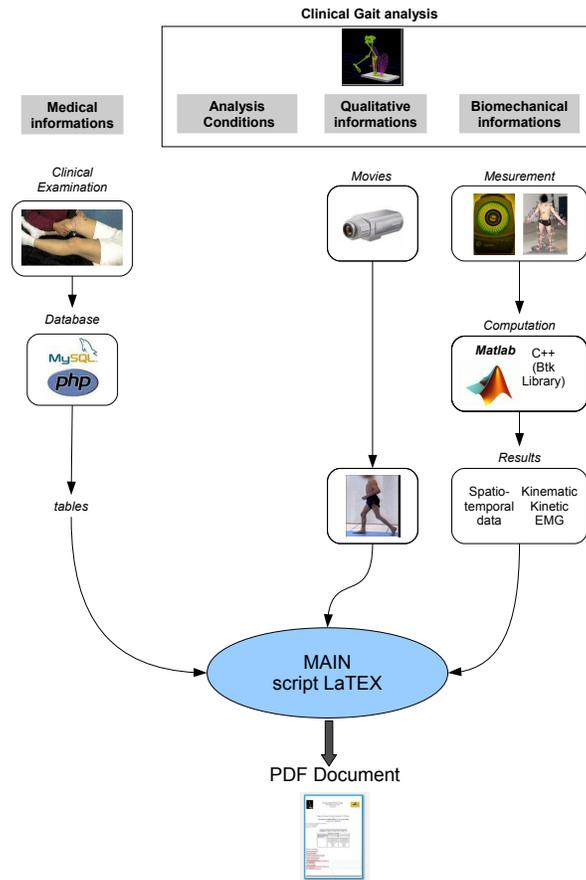 Clinical Gait analysis
Medical
informations
Analysis
Conditions
Qualitative
informations
Biomechanical
informations
Clinical
Examination
Movies
Mesurement
Database
MySQL
php
Computation
Matlab
C++
(Btk
Library)
Results
Spatio-
temporal
data
Kinematic
Kinetic
EMG
tables
MAIN
script LaTEX
PDF Document